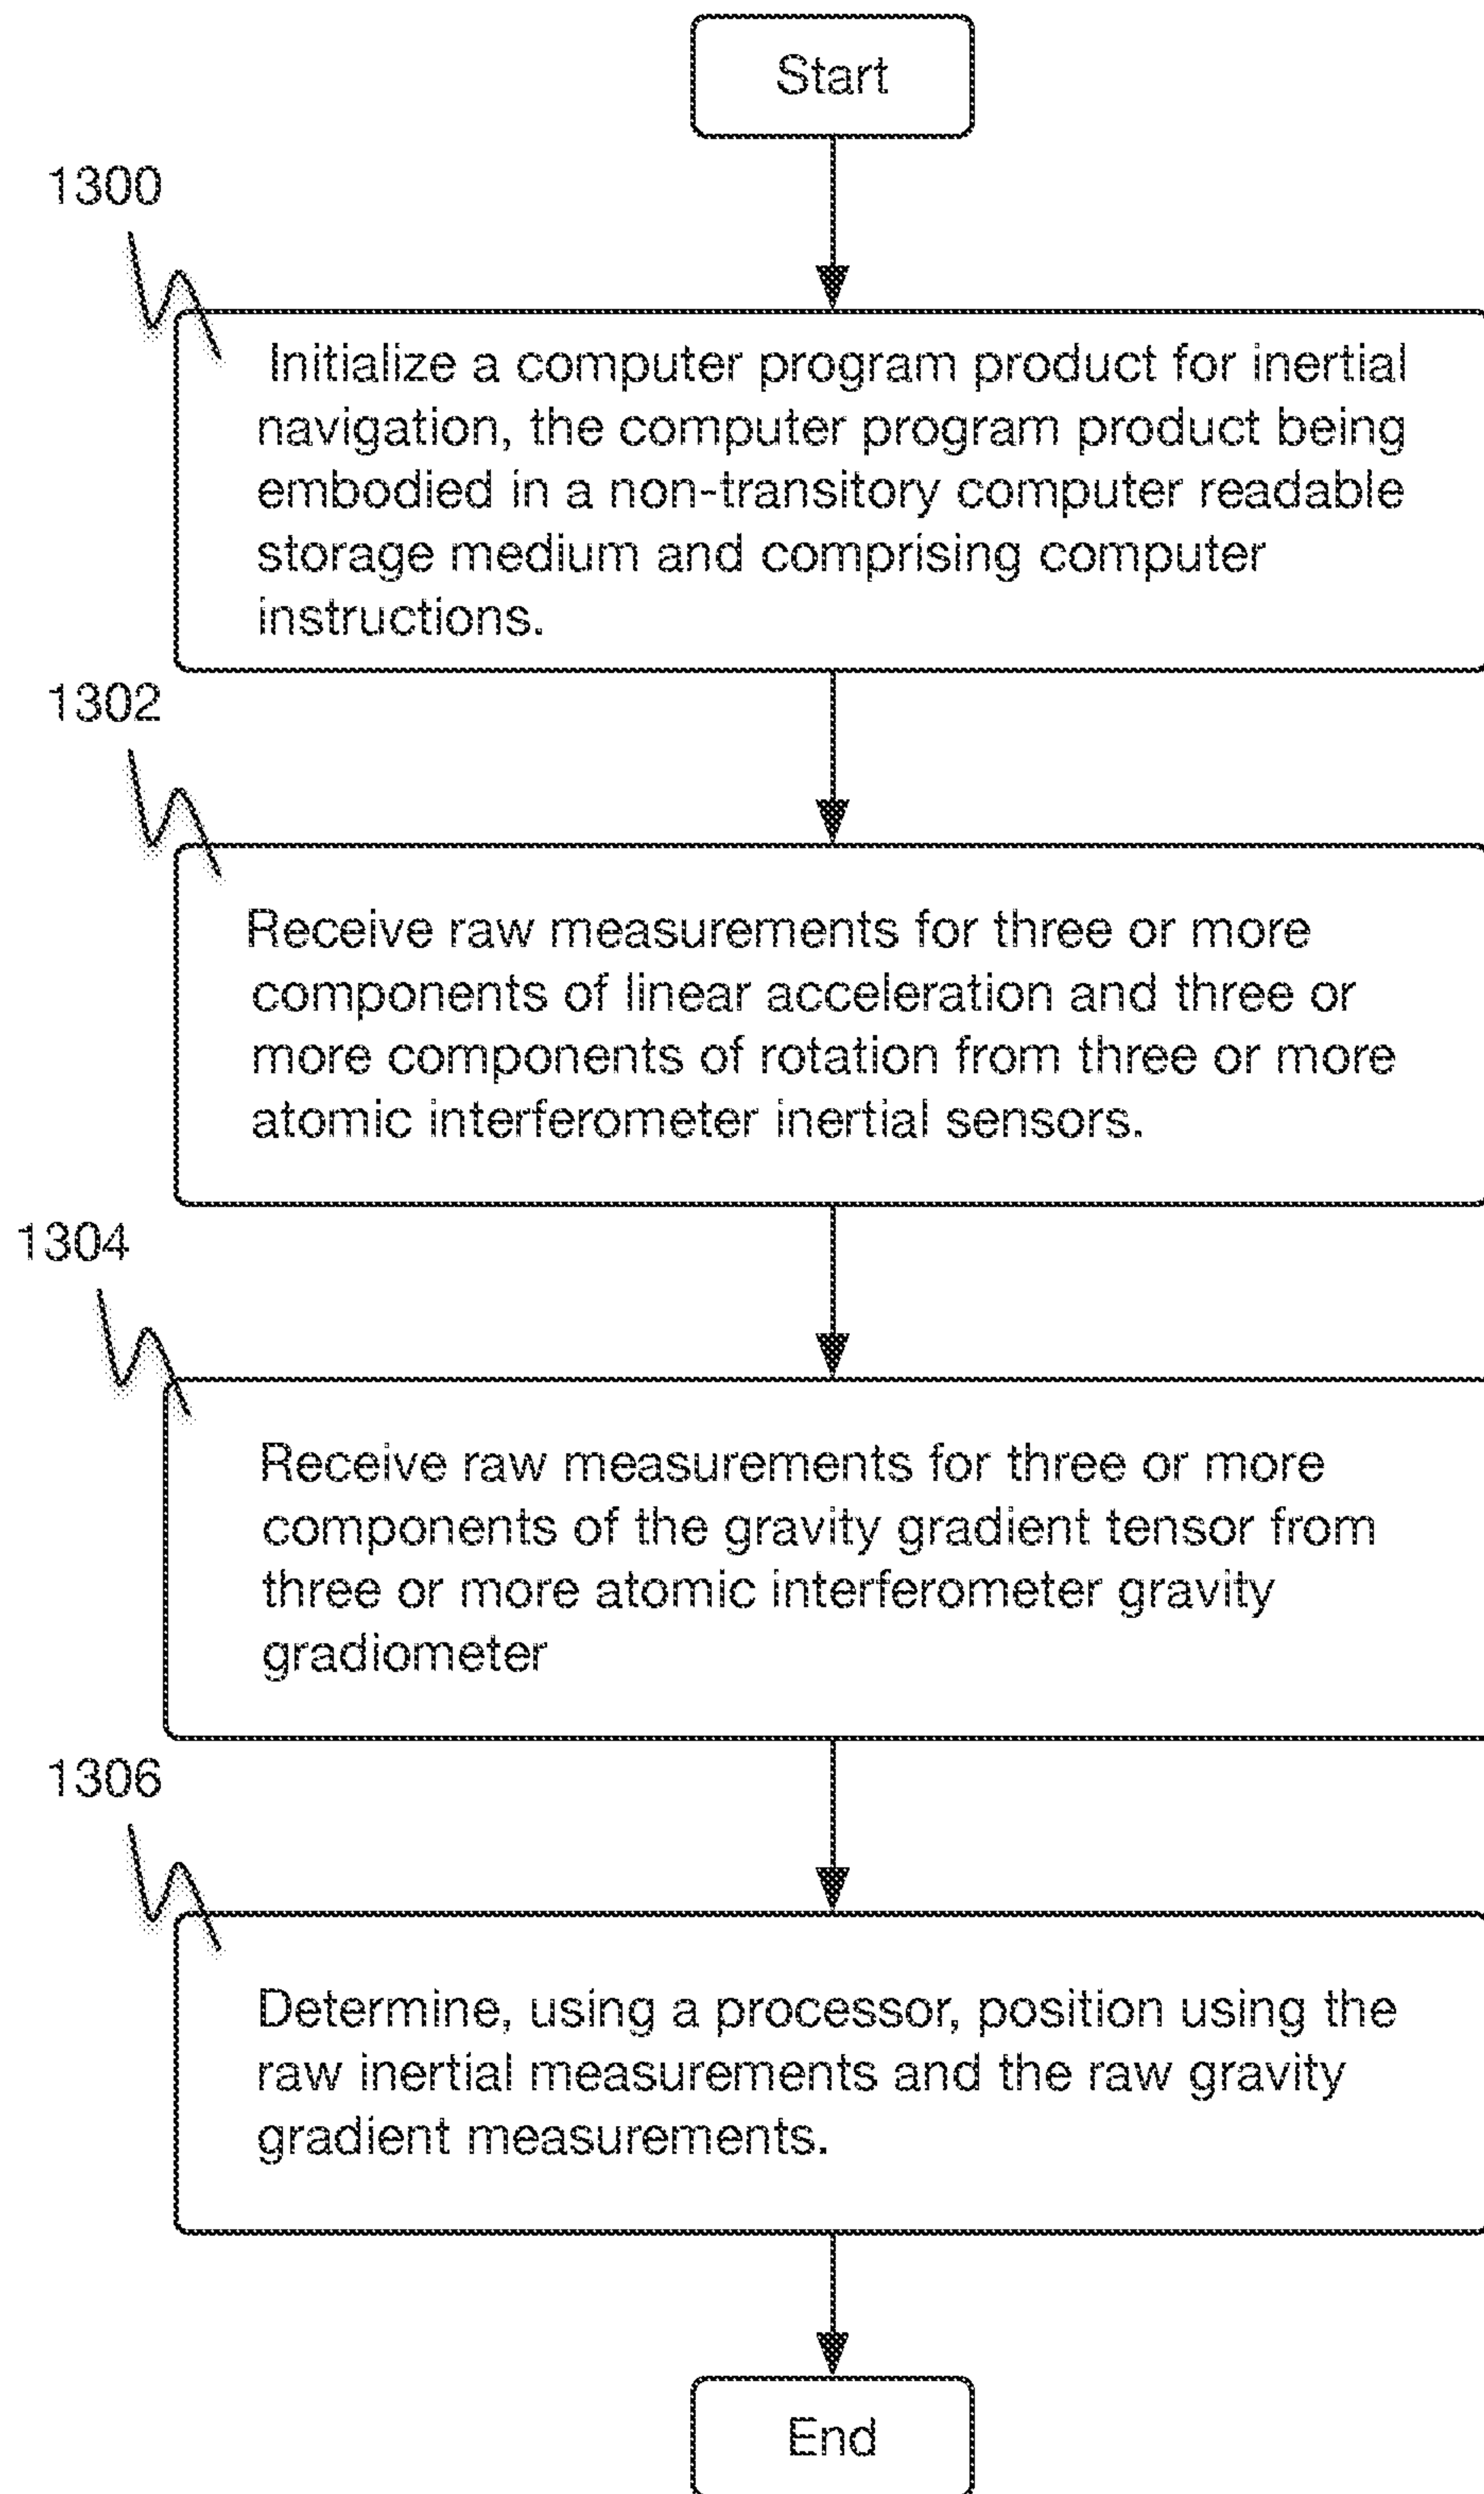 Start
1300
Initialize a computer program product for inertial
navigation, the computer program product being
embodied in a non-transitory computer readable
storage medium and comprising computer
instructions.
1302
Receive raw measurements for three or more
components of linear acceleration and three or
more components of rotation from three or more
atomic interferometer inertial sensors.
1304
Receive raw measurements for three or more
components of the gravity gradient tensor from
three or more atomic interferometer gravity
gradiometer
1306
Determine, using a processor, position using the
raw inertial measurements and the raw gravity
gradient measurements.
End